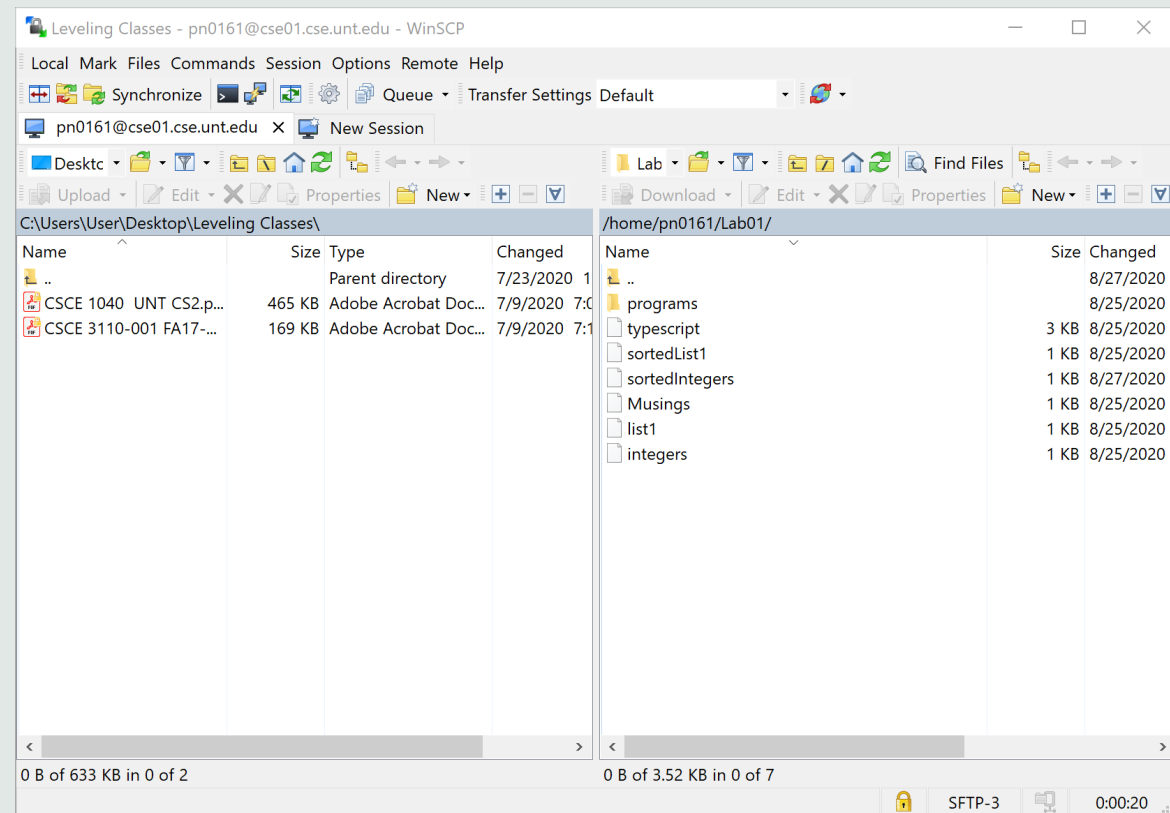 Leveling Classes - pn0161@cse01.cse.unt.edu - WinSCP
Local Mark Files Commands Session Options Remote Help
Synchronize Queue Transfer Settings Default
pn0161@cse01.cse.unt.edu New Session
Desktc Lab Find Files
Upload Edit Properties New Download Edit Properties New
C:\Users\User\Desktop\Leveling Classes\
Name Size Type Changed
.. Parent directory 7/23/2020 1
CSCE 1040 UNT CS2.p... 465 KB Adobe Acrobat Doc... 7/9/2020 7:0
CSCE 3110-001 FA17-... 169 KB Adobe Acrobat Doc... 7/9/2020 7:1
0 B of 633 KB in 0 of 2
/home/pn0161/Lab01/
Name Size Changed
.. 8/27/2020
programs 8/25/2020
typescript 3 KB 8/25/2020
sortedList1 1 KB 8/25/2020
sortedIntegers 1 KB 8/27/2020
Musings 1 KB 8/25/2020
list1 1 KB 8/25/2020
integers 1 KB 8/25/2020
0 B of 3.52 KB in 0 of 7
SFTP-3 0:00:20